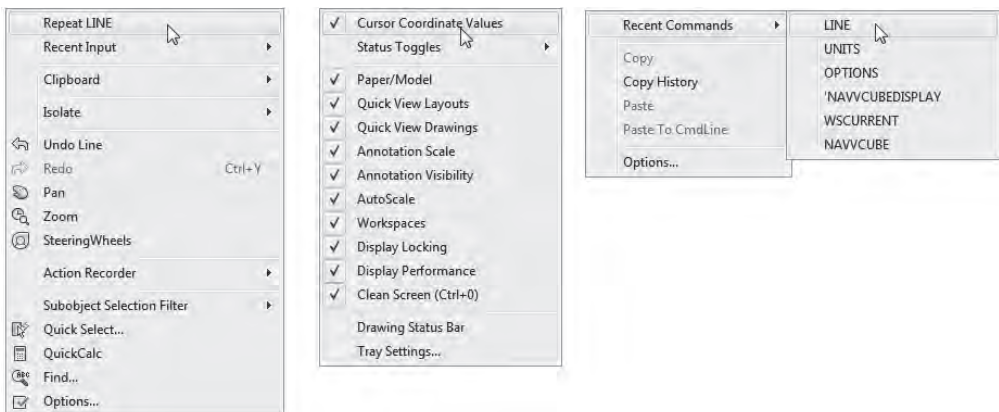 Repeat LINE
Recent Input
Clipboard
Isolate
Undo Line
Redo Ctrl+Y
Pan
Zoom
SteeringWheels
Action Recorder
Subobject Selection Filter
Quick Select...
QuickCalc
Find...
Options...
Cursor Coordinate Values
Status Toggles
Paper/Model
Quick View Layouts
Quick View Drawings
Annotation Scale
Annotation Visibility
AutoScale
Workspaces
Display Locking
Display Performance
Clean Screen (Ctrl+0)
Drawing Status Bar
Tray Settings...
Recent Commands
Copy
Copy History
Paste
Paste To CmdLine
Options...
LINE
UNITS
OPTIONS
'NAVVCUBEDISPLAY
WSCURRENT
NAVVCUBE